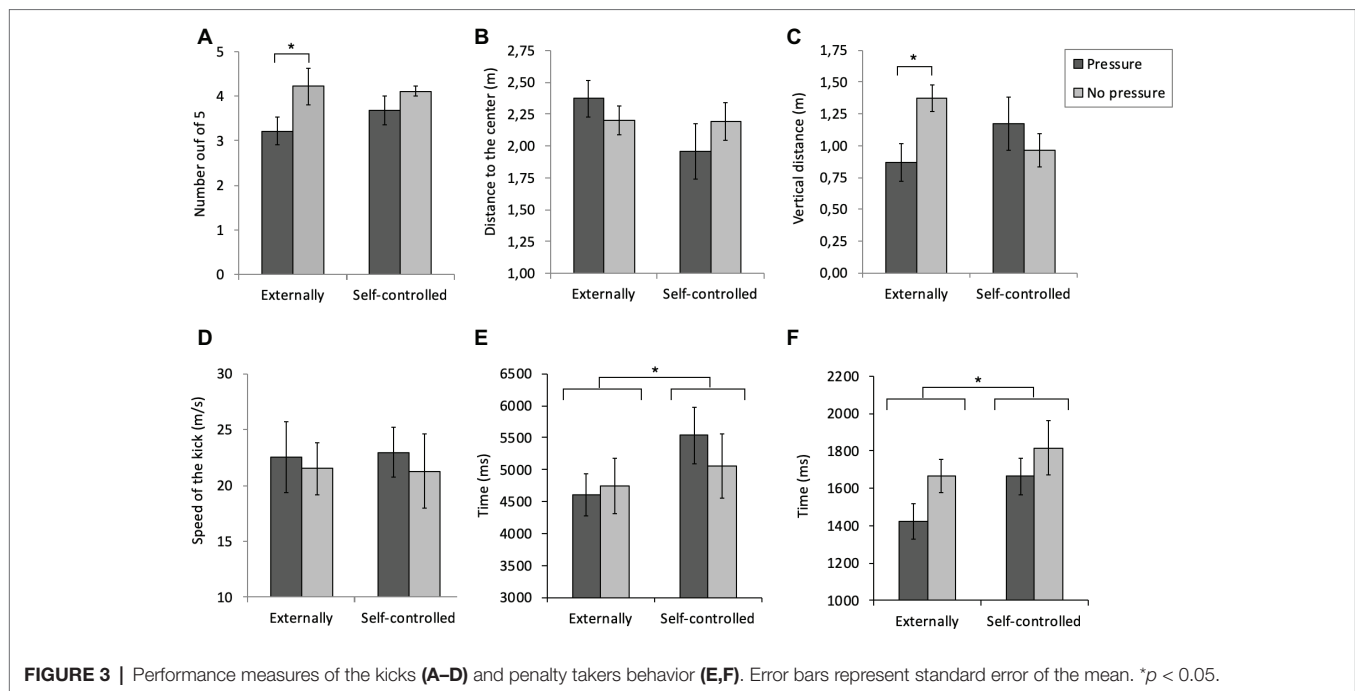 A
Number ouf of 5
5
4
3
2
1
0
*
Externally Self-controlled
B
Distance to the center (m)
2,75
2,50
2,25
2,00
1,75
1,50
1,25
1,00
Externally Self-controlled
C
Vertical distance (m)
1,75
1,50
1,25
1,00
0,75
0,50
0,25
0,00
*
Externally Self-controlled
Pressure
No pressure
D
Speed of the kick (m/s)
30
25
20
15
10
Externally Self-controlled
E
Time (ms)
6500
6000
5500
5000
4500
4000
3500
3000
*
Externally Self-controlled
F
Time (ms)
2200
2000
1800
1600
1400
1200
1000
*
Externally Self-controlled
FIGURE 3 | Performance measures of the kicks (A–D) and penalty takers behavior (E,F). Error bars represent standard error of the mean. *p < 0.05.